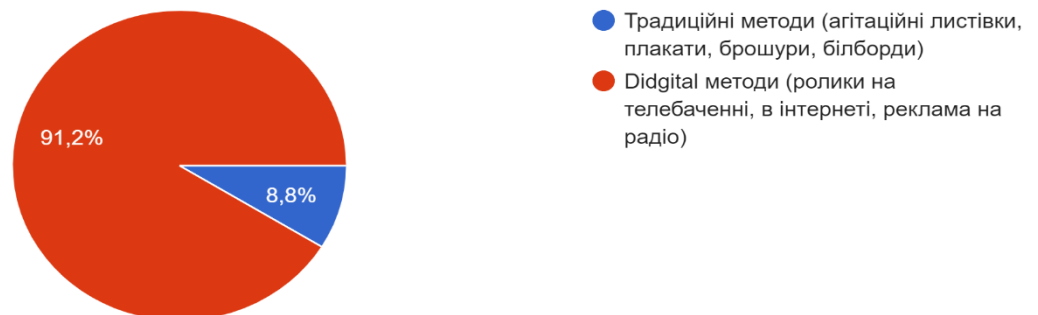 91,2%
8,8%
Традиційні методи (агітаційні листівки,
плакати, брошури, білборди)
Didgital методи (ролики на
телебаченні, в інтернеті, реклама на
радіо)